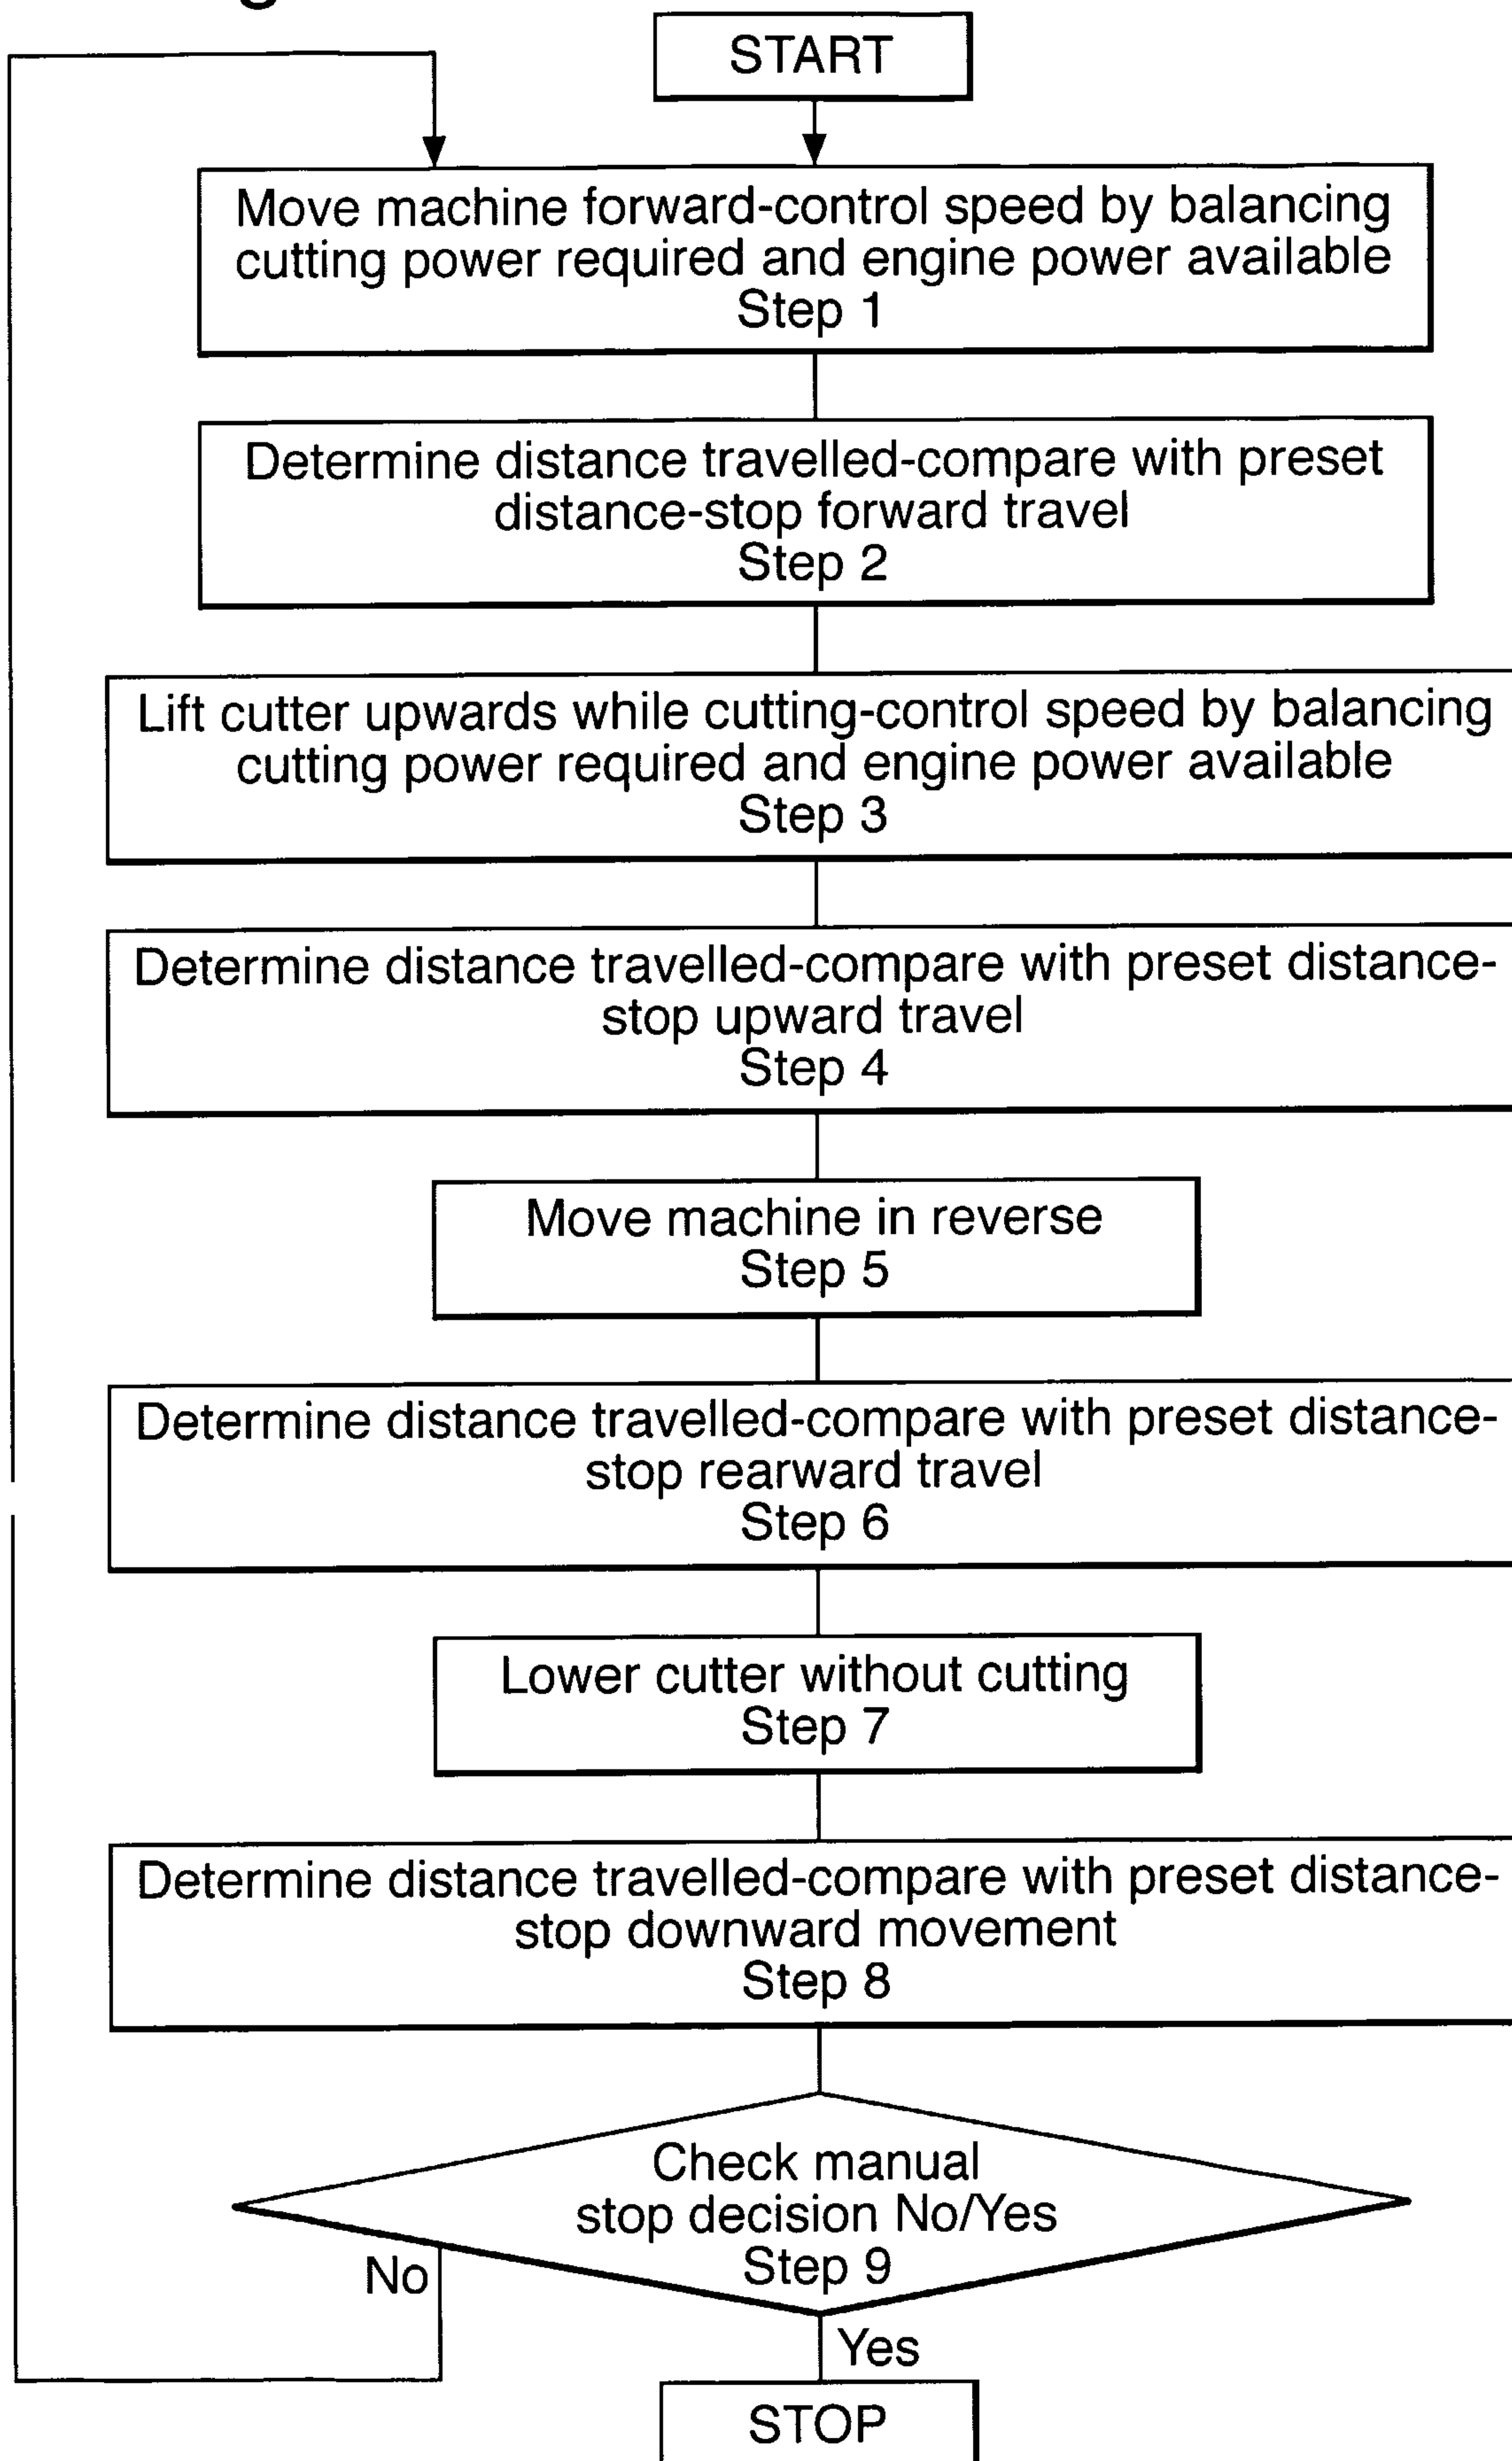 START
Move machine forward-control speed by balancing
cutting power required and engine power available
Step 1
Determine distance travelled-compare with preset
distance-stop forward travel
Step 2
Lift cutter upwards while cutting-control speed by balancing
cutting power required and engine power available
Step 3
Determine distance travelled-compare with preset distance-
stop upward travel
Step 4
Move machine in reverse
Step 5
Determine distance travelled-compare with preset distance-
stop rearward travel
Step 6
Lower cutter without cutting
Step 7
Determine distance travelled-compare with preset distance-
stop downward movement
Step 8
Check manual
stop decision No/Yes
Step 9
No
Yes
STOP